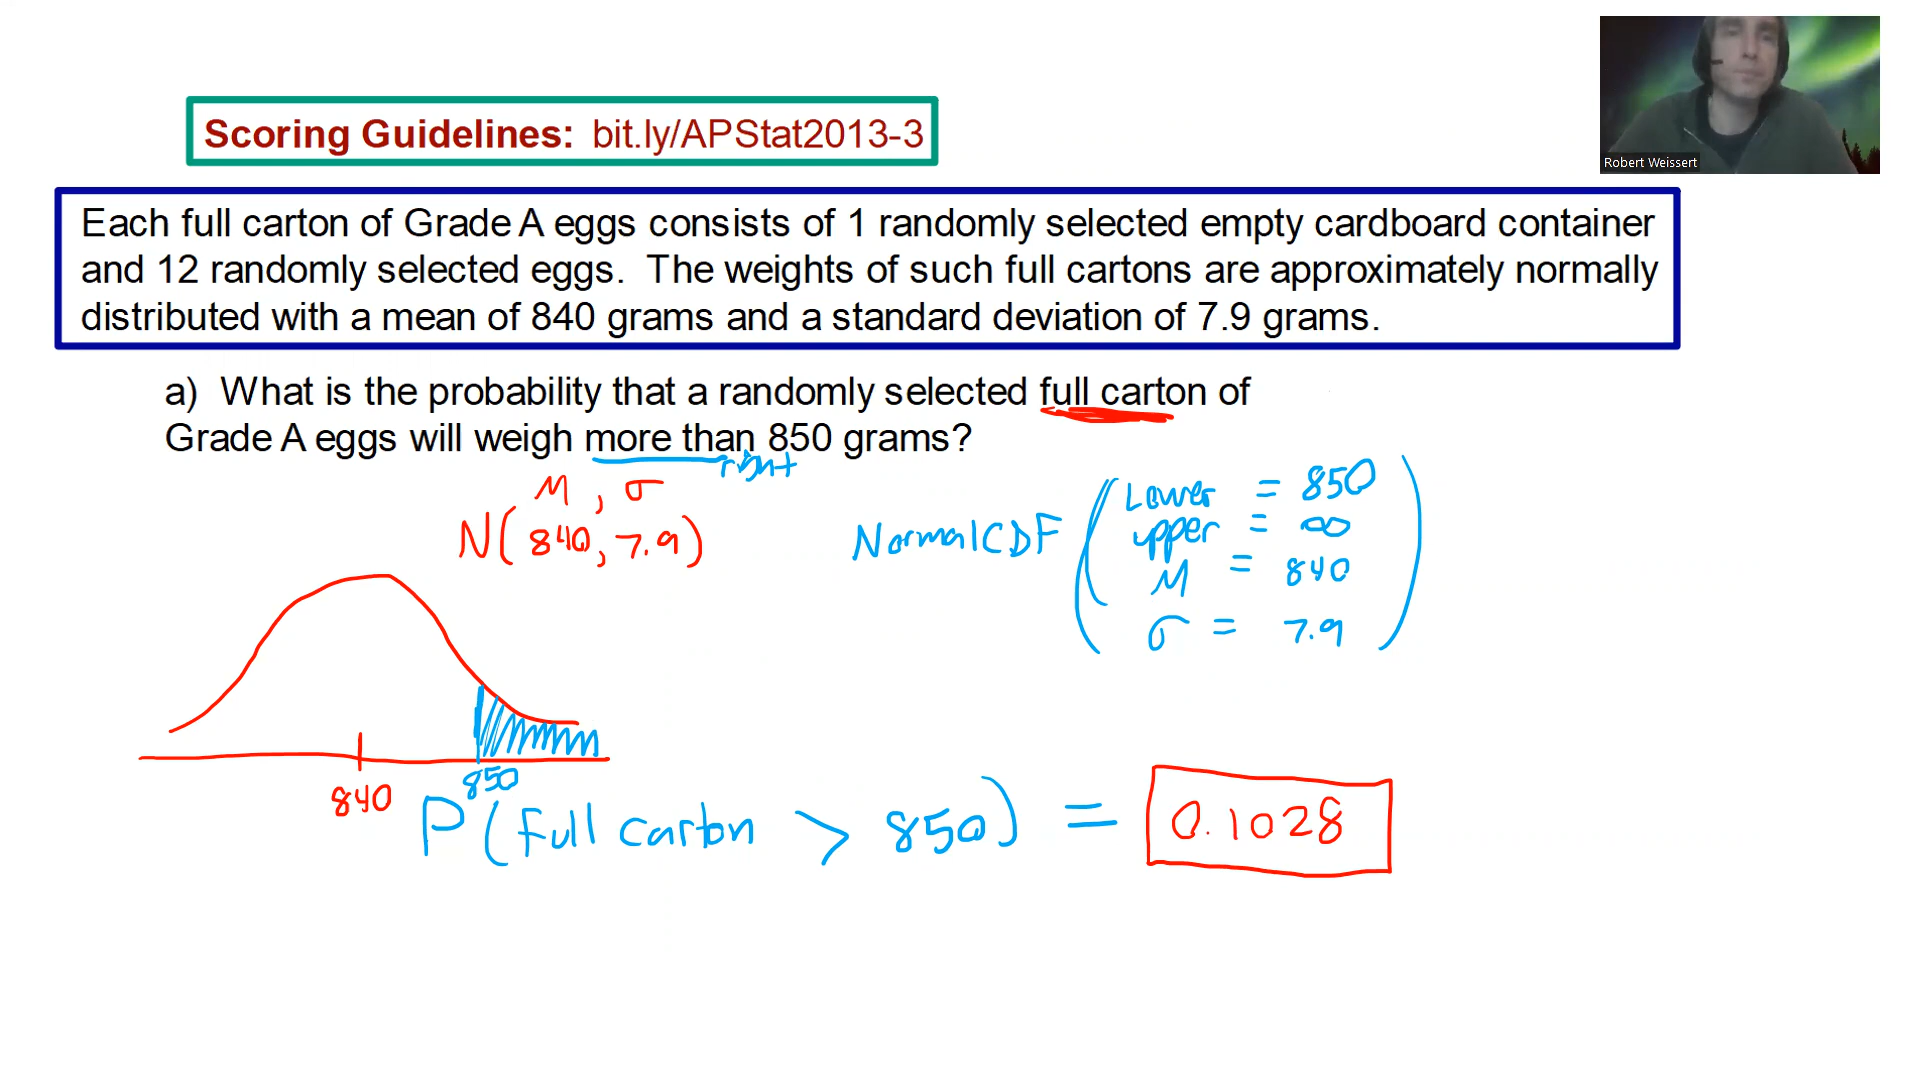 Scoring Guidelines: bit.ly/APStat2013-3
Robert Weissert
Each full carton of Grade A eggs consists of 1 randomly selected empty cardboard container
and 12 randomly selected eggs. The weights of such full cartons are approximately normally
distributed with a mean of 840 grams and a standard deviation of 7.9 grams.
a) What is the probability that a randomly selected full carton of
Grade A eggs will weigh more than 850 grams?
right
M , σ
N(840, 7.9)
NormalCDF
Lower = 850
upper = ∞
M = 840
σ = 7.9
840
850
P(Full carton > 850) = 0.1028